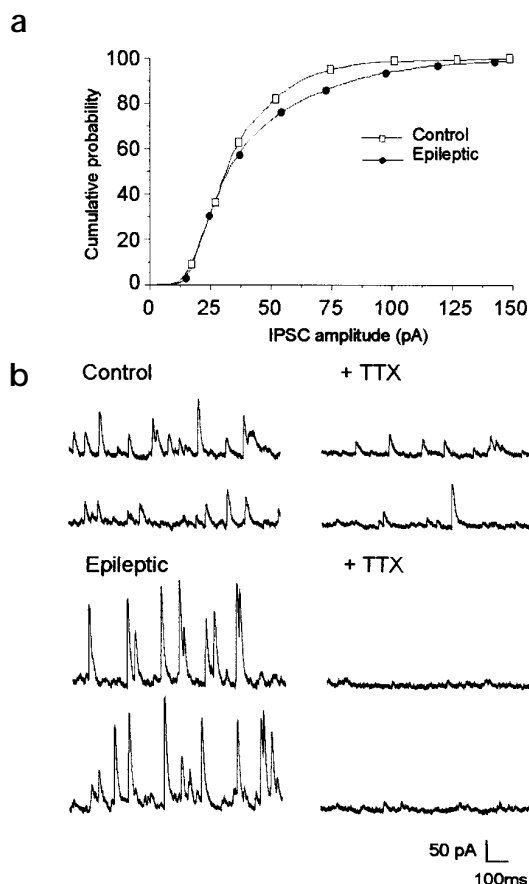 a
100
80
60
40
20
0
Cumulative probability
Control
Epileptic
0 25 50 75 100 125 150
IPSC amplitude (pA)
b
Control + TTX
Epileptic + TTX
50 pA
100ms